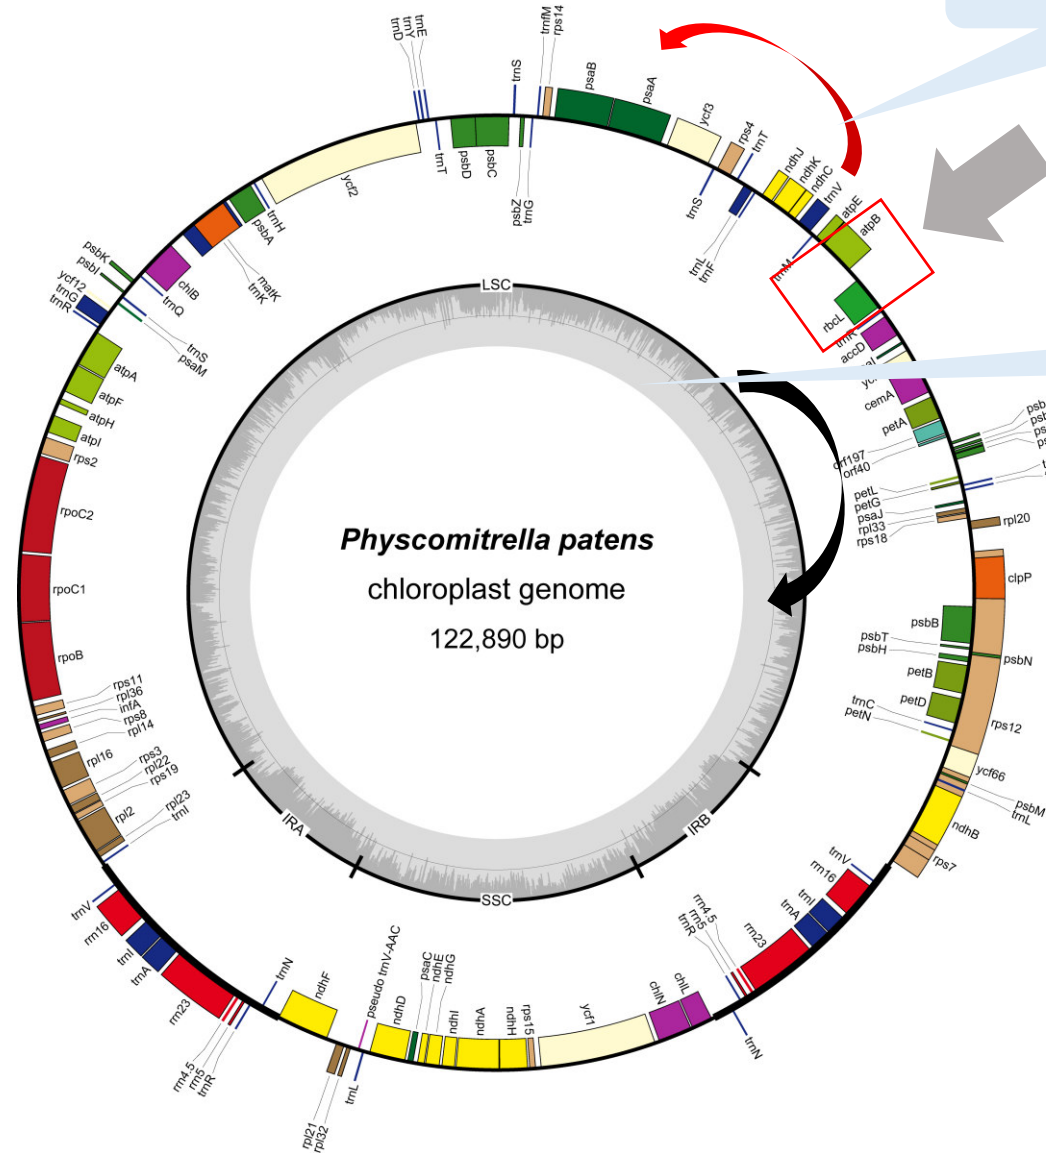 Physcomitrella patens
chloroplast genome
122,890 bp
LSC
IRB
SSC
IRA
trnD
trnY
trnE
trnT
psbD
psbC
trnS
psbZ
trnG
trnfM
rps14
psaB
psaA
ycf3
trnS
rps4
trnT
trnL
trnF
ndhJ
ndhK
ndhC
trnV
trnM
atpE
atpB
rbcL
trnR
accD
cemA
petA
orf197
orf40
petL
petG
psaJ
rpl33
rps18
rpl20
clpP
psbB
psbT
psbH
psbN
petB
petD
rps12
trnC
petN
ycf66
psbM
trnL
ndhB
rps7
trnV
rrn16
trnI
trnA
rrn23
rrn4.5
rrn5
trnR
trnN
chlL
chlN
ycf1
rps15
ndhH
ndhA
ndhI
ndhG
ndhE
psaC
ndhD
pseudo trnV-AAC
trnL
rpl32
rpl21
ndhF
trnN
trnR
rrn5
rrn4.5
rrn23
trnA
trnI
rrn16
trnV
trnI
rpl23
rpl2
rps19
rpl22
rps3
rpl16
rpl14
rps8
infA
rpl36
rps11
rpoB
rpoC1
rpoC2
rps2
atpI
atpH
atpF
atpA
trnR
trnG
ycf12
psbI
psbK
psaM
trnS
trnQ
chlB
trnK
matK
psbA
trnH
ycf2